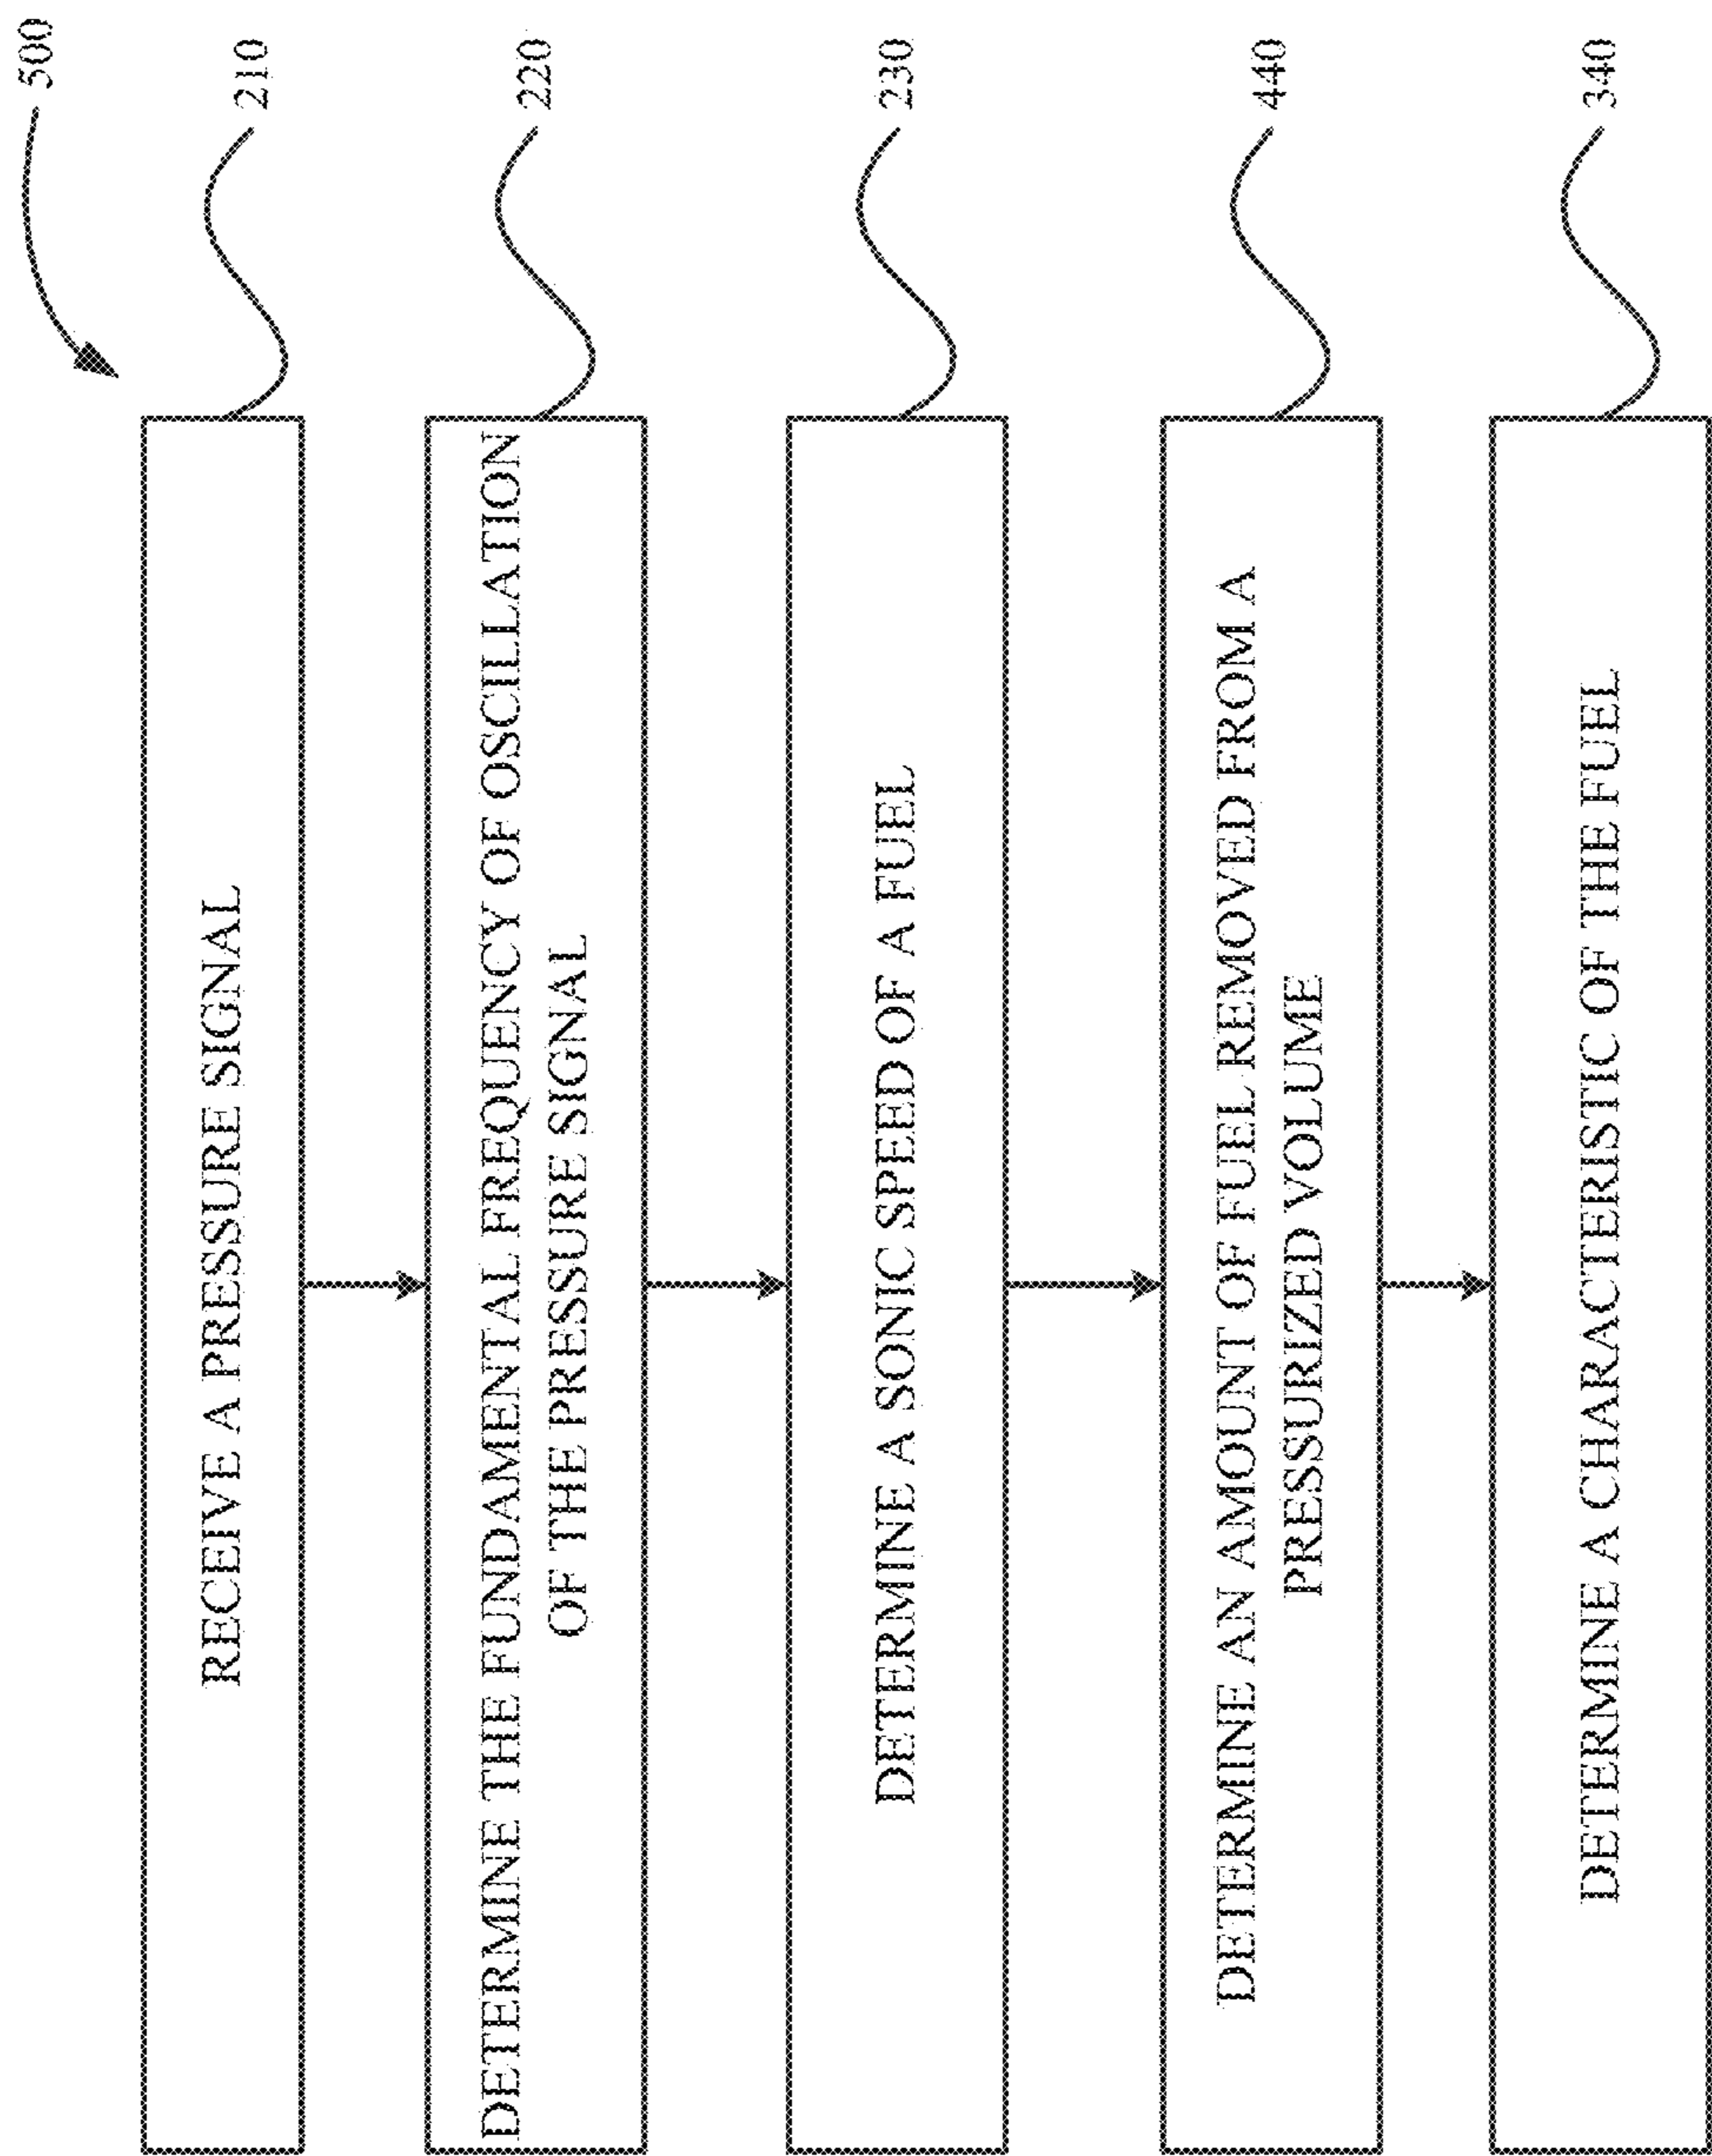 500
RECEIVE A PRESSURE SIGNAL
210
DETERMINE THE FUNDAMENTAL FREQUENCY OF OSCILLATION
OF THE PRESSURE SIGNAL
220
DETERMINE A SONIC SPEED OF A FUEL
230
DETERMINE AN AMOUNT OF FUEL REMOVED FROM A
PRESSURIZED VOLUME
440
DETERMINE A CHARACTERISTIC OF THE FUEL
340